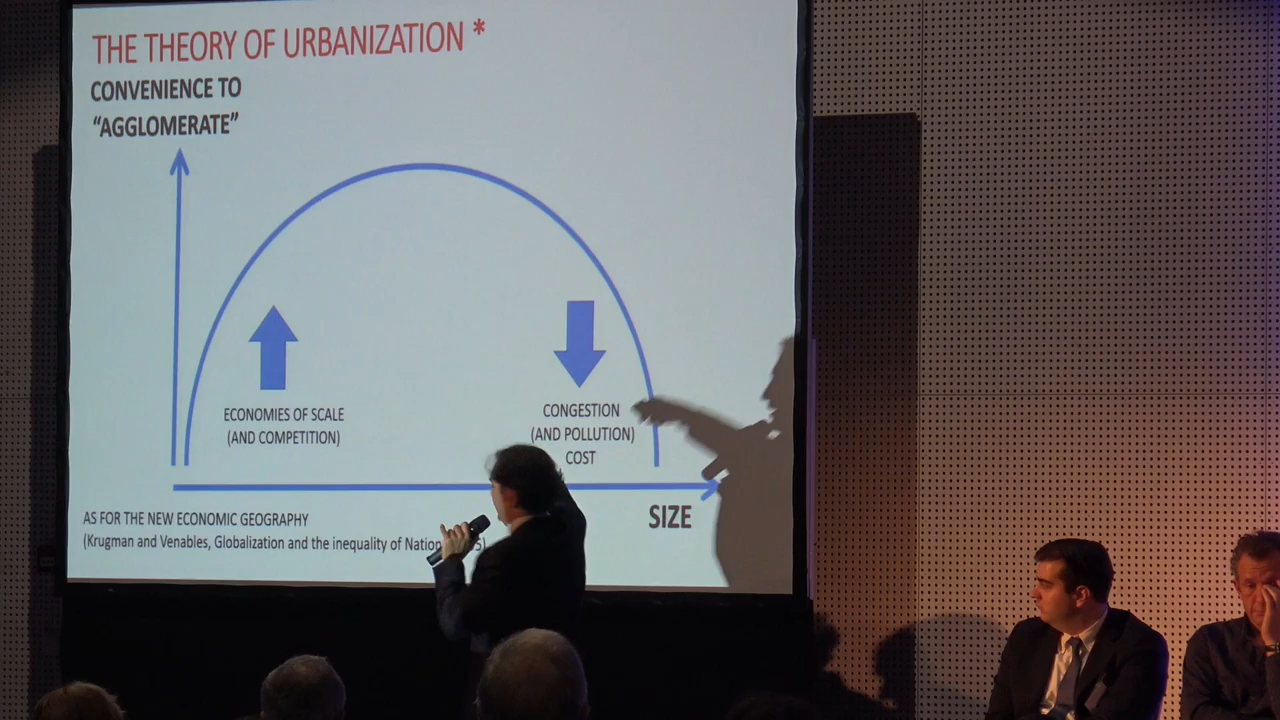 THE THEORY OF URBANIZATION *
CONVENIENCE TO
“AGGLOMERATE”
ECONOMIES OF SCALE
(AND COMPETITION)
CONGESTION
(AND POLLUTION)
COST
SIZE
AS FOR THE NEW ECONOMIC GEOGRAPHY
(Krugman and Venables, Globalization and the inequality of